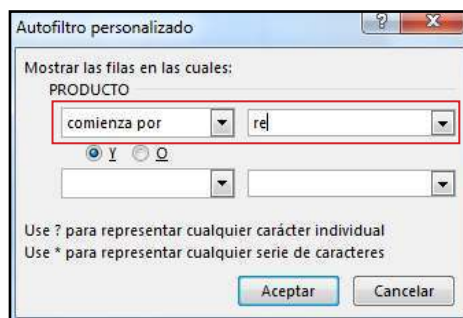 Autofiltro personalizado
?
Mostrar las filas en las cuales:
PRODUCTO
comienza por re
Y O
Use ? para representar cualquier carácter individual
Use * para representar cualquier serie de caracteres
Aceptar Cancelar